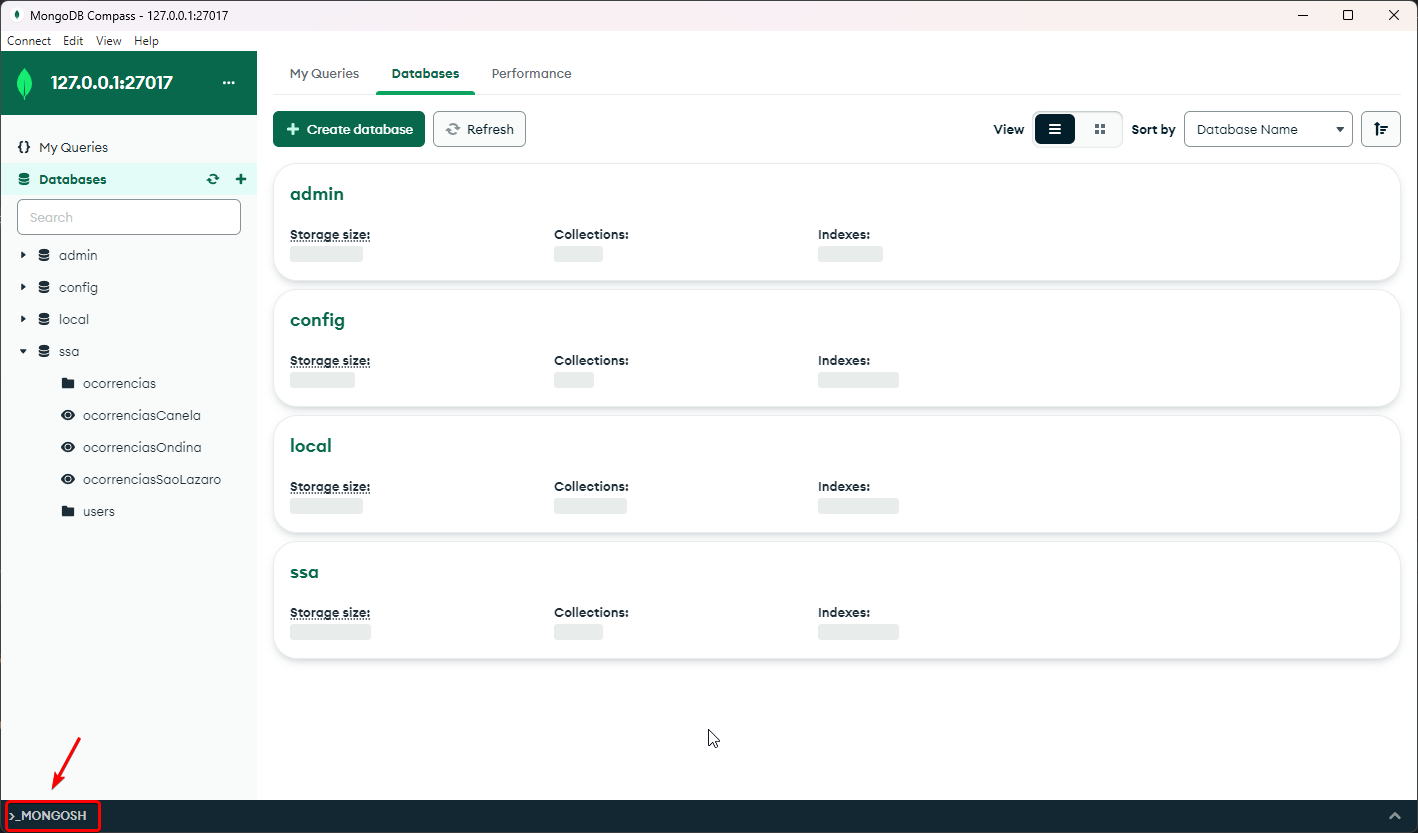 MongoDB Compass - 127.0.0.1:27017
Connect Edit View Help
127.0.0.1:27017 ...
My Queries Databases Performance
Create database Refresh View Sort by Database Name
{} My Queries
Databases
Search
admin
config
local
ssa
ocorrencias
ocorrenciasCanela
ocorrenciasOndina
ocorrenciasSaoLazaro
users
admin
Storage size: Collections: Indexes:
config
Storage size: Collections: Indexes:
local
Storage size: Collections: Indexes:
ssa
Storage size: Collections: Indexes:
>_MONGOSH